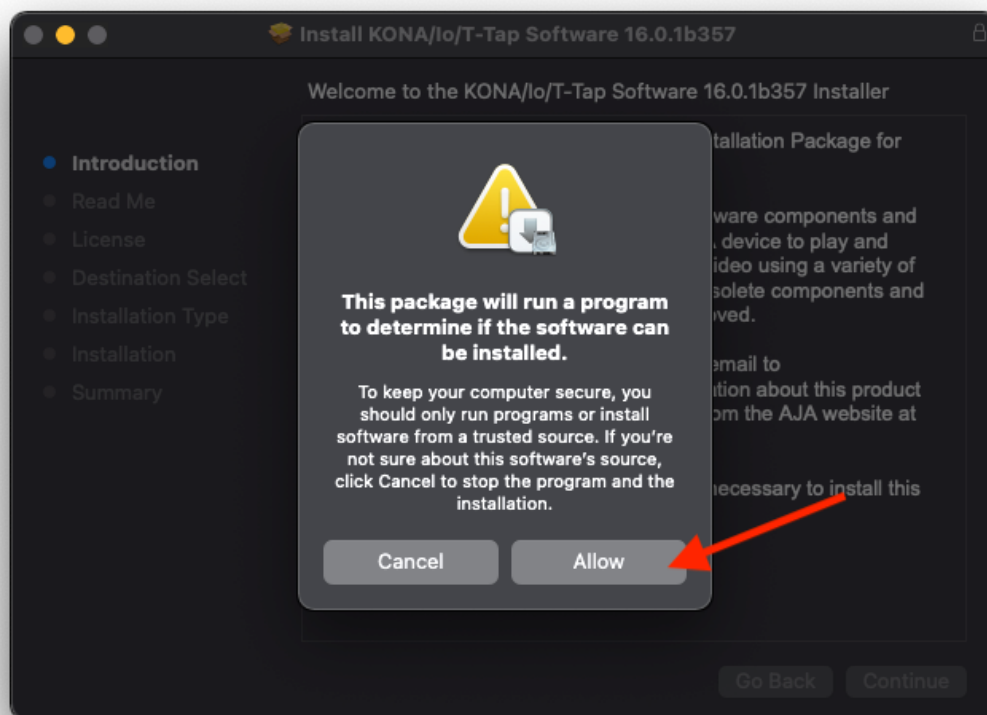 Install KONA/Io/T-Tap Software 16.0.1b357
Welcome to the KONA/Io/T-Tap Software 16.0.1b357 Installer
Introduction
Read Me
License
Destination Select
Installation Type
Installation
Summary
tallation Package for
ware components and
device to play and
ideo using a variety of
solete components and
oved.
email to
tion about this product
om the AJA website at
necessary to install this
This package will run a program
to determine if the software can
be installed.
To keep your computer secure, you
should only run programs or install
software from a trusted source. If you're
not sure about this software's source,
click Cancel to stop the program and the
installation.
Cancel
Allow
Go Back
Continue